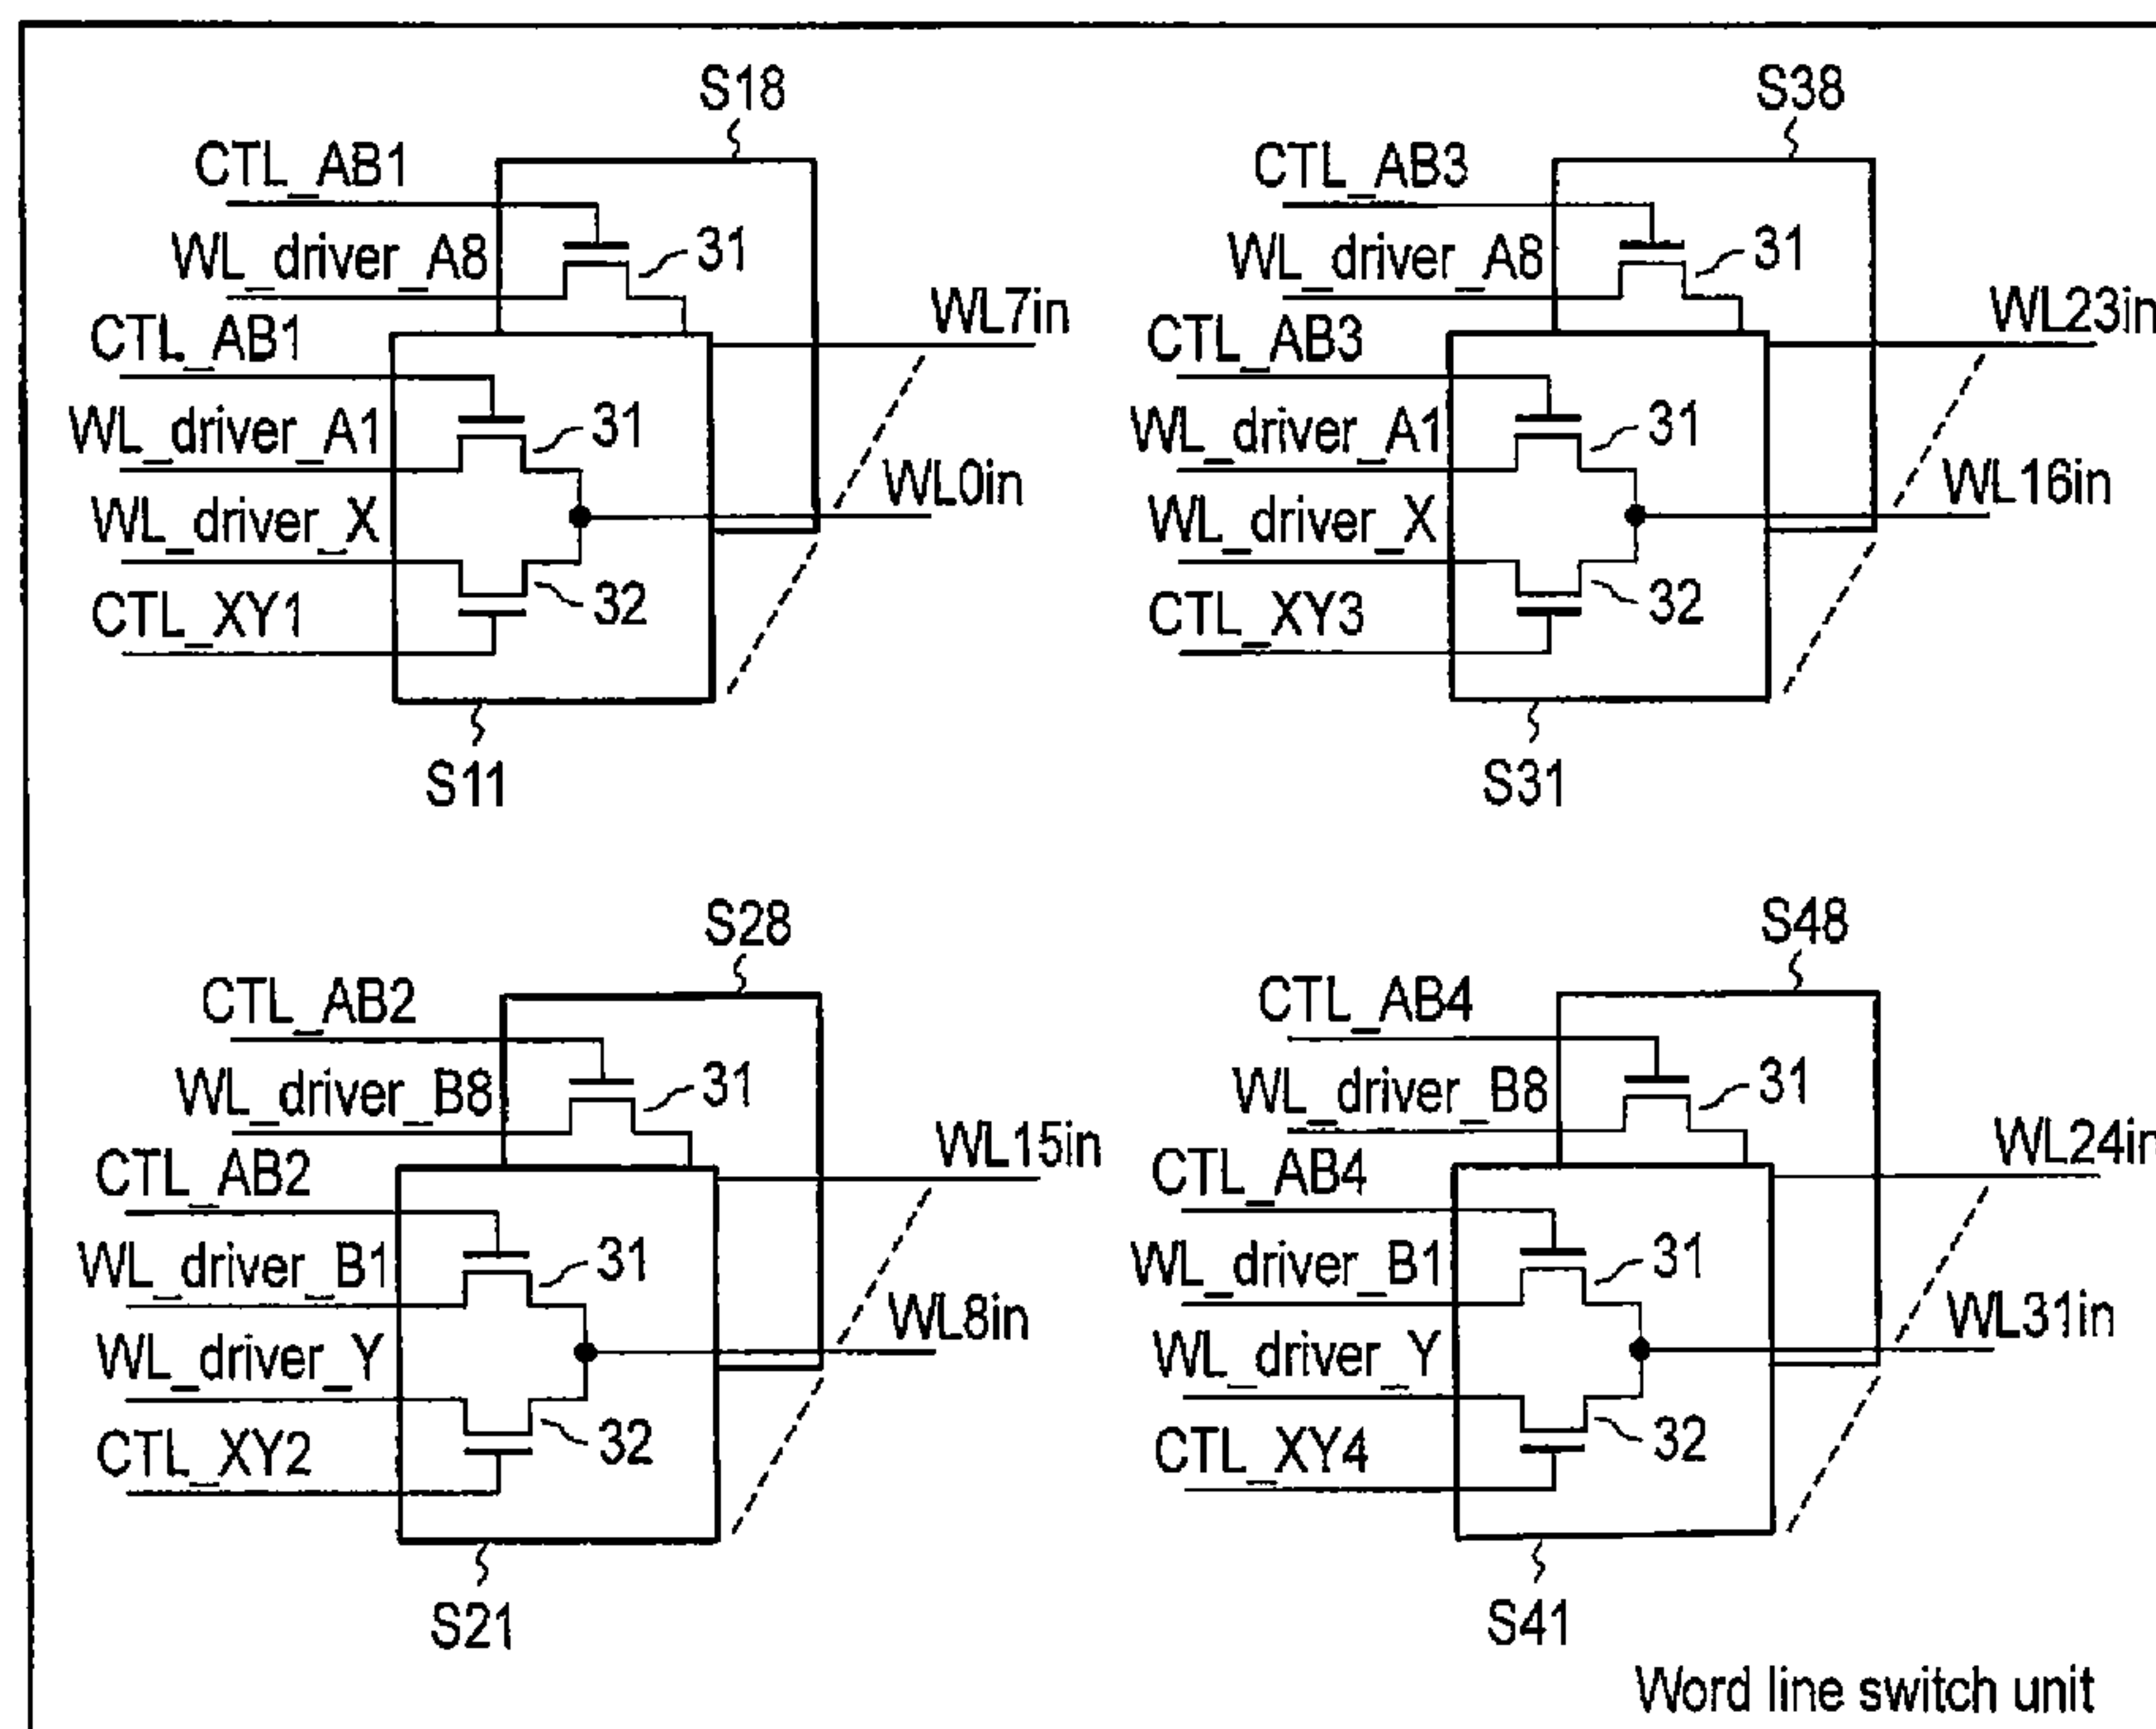 S18
CTL_AB1
31
WL_driver_A8
WL7in
CTL_AB1
31
WL_driver_A1
WL0in
WL_driver_X
32
CTL_XY1
S11
S38
CTL_AB3
31
WL_driver_A8
WL23in
CTL_AB3
31
WL_driver_A1
WL16in
WL_driver_X
32
CTL_XY3
S31
S28
CTL_AB2
31
WL_driver_B8
WL15in
CTL_AB2
31
WL_driver_B1
WL8in
WL_driver_Y
32
CTL_XY2
S21
S48
CTL_AB4
31
WL_driver_B8
WL24in
CTL_AB4
31
WL_driver_B1
WL31in
WL_driver_Y
32
CTL_XY4
S41
Word line switch unit